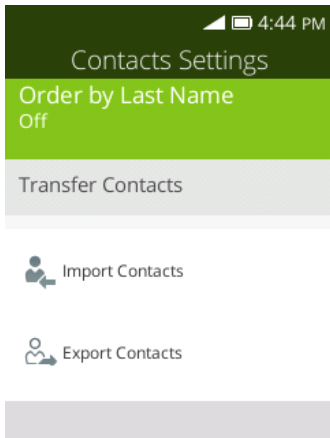 4:44 PM
Contacts Settings
Order by Last Name
Off
Transfer Contacts
Import Contacts
Export Contacts